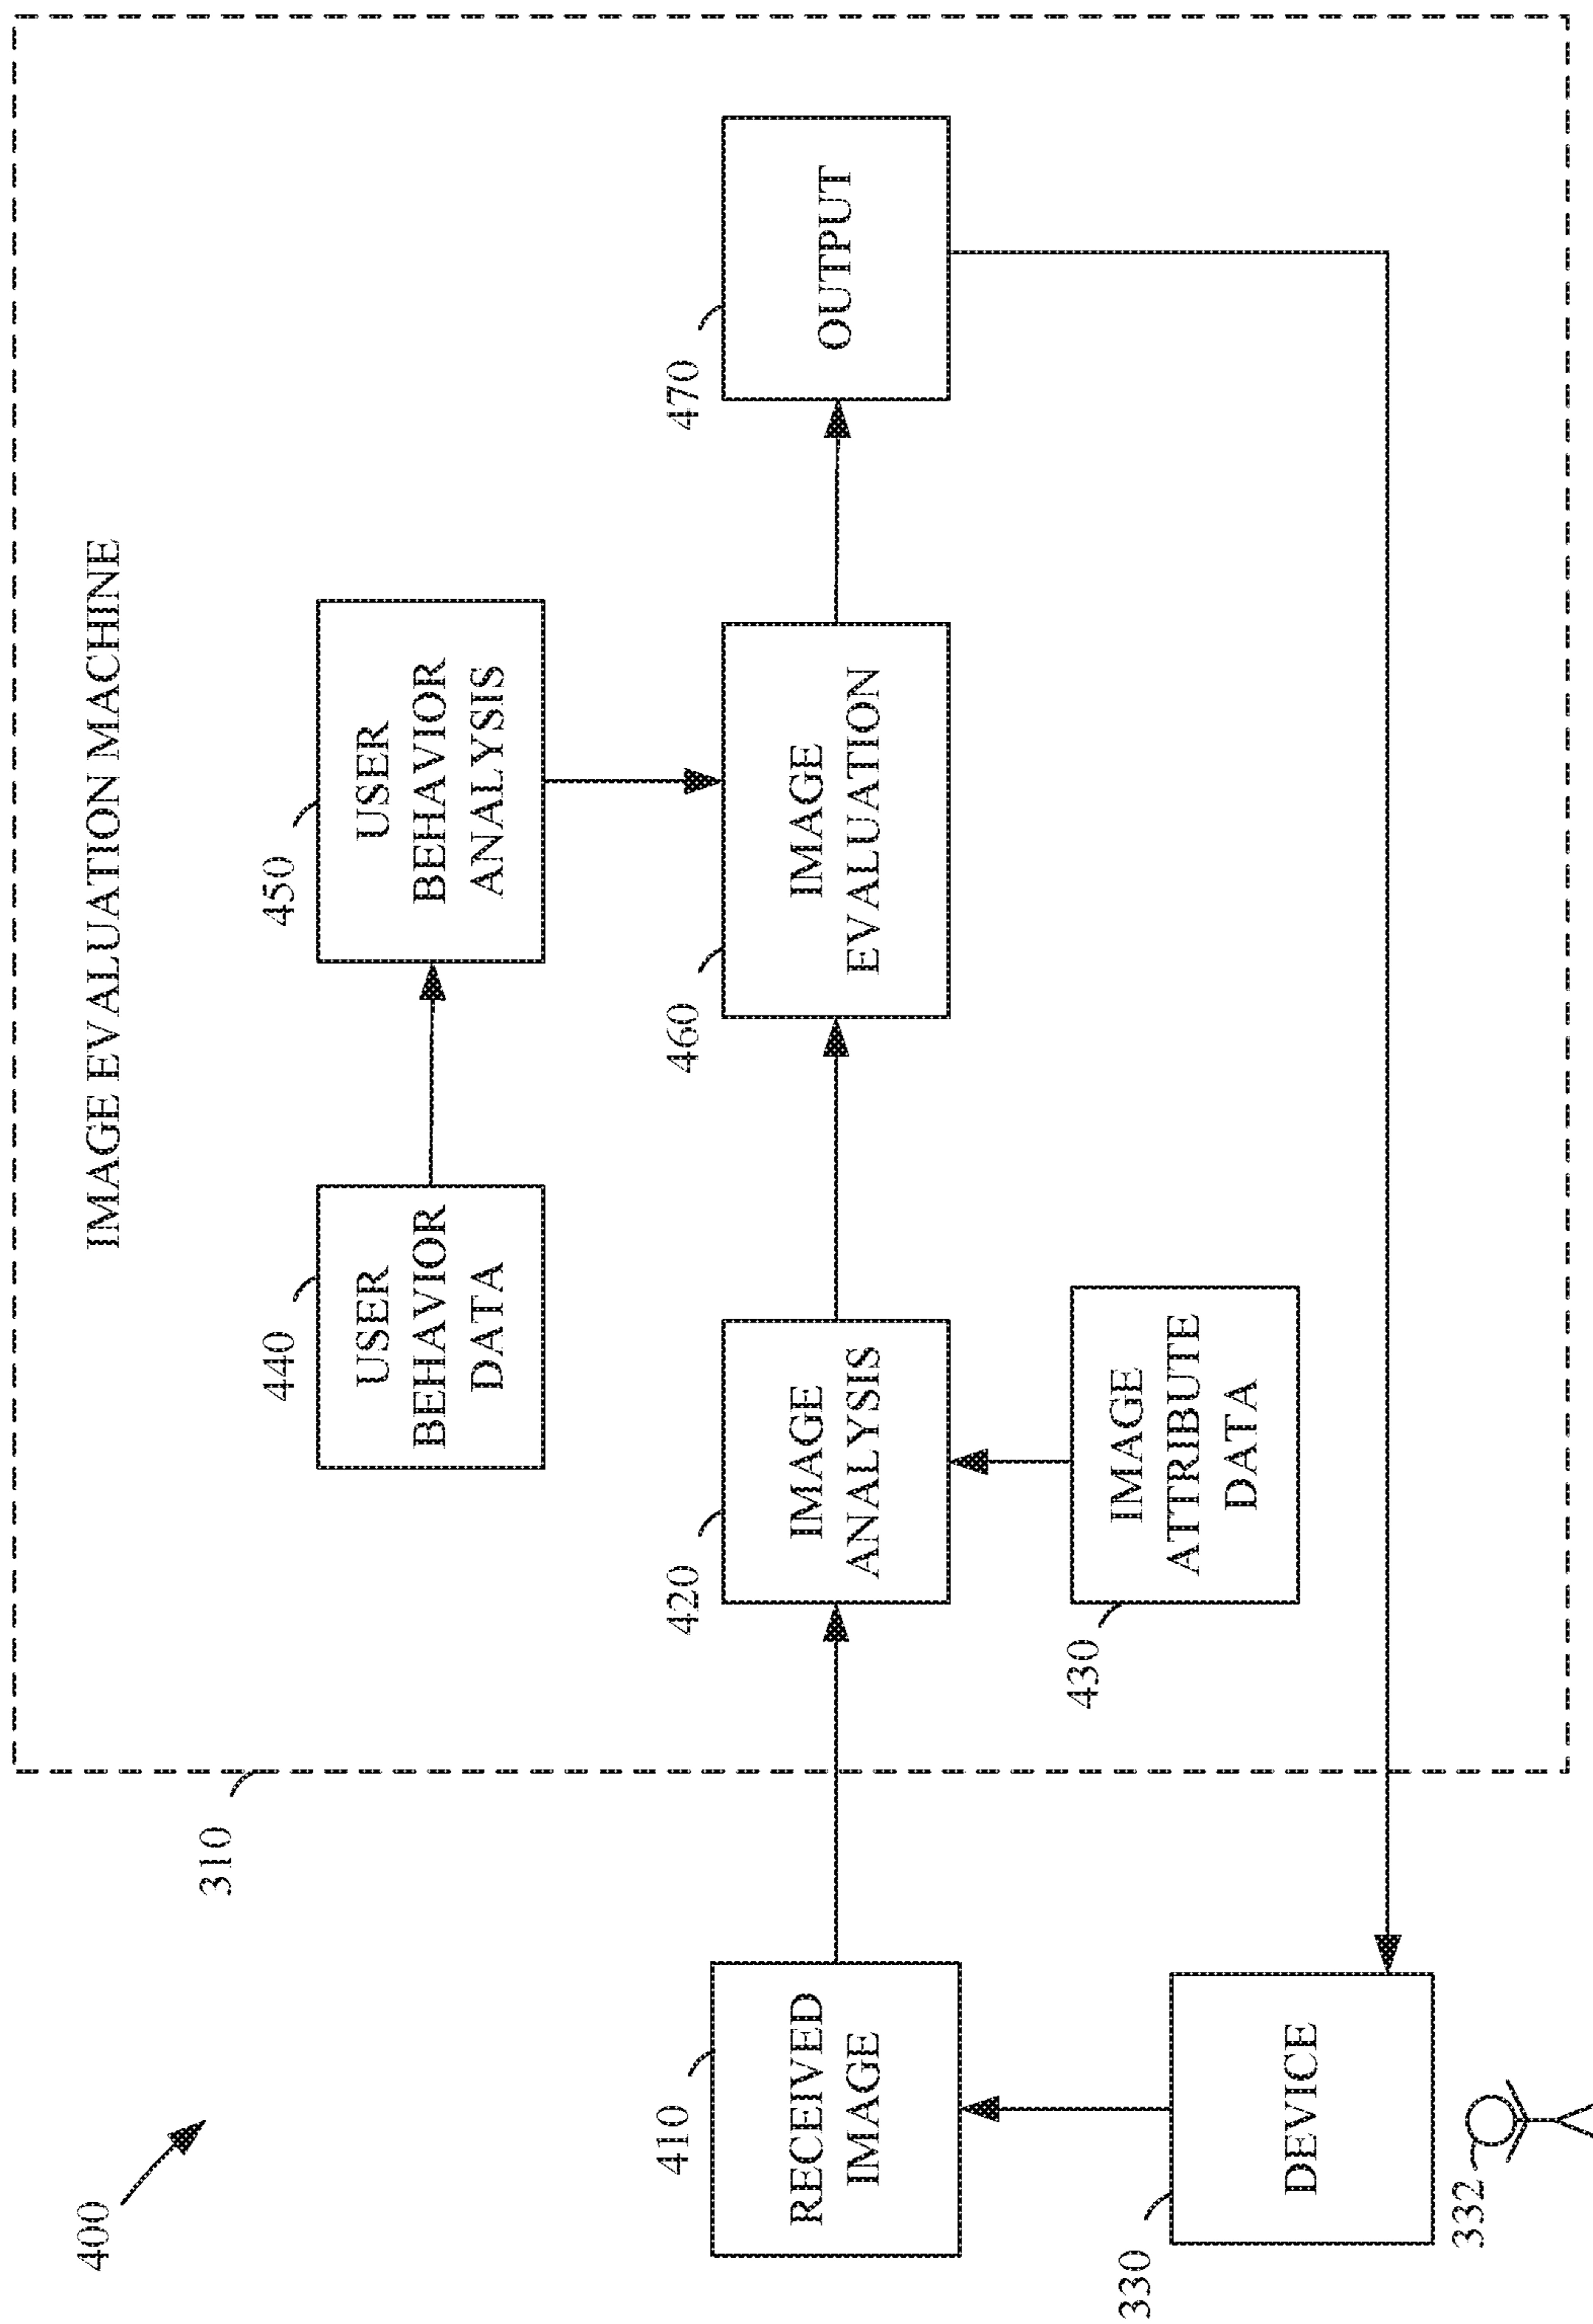 400
310
IMAGE EVALUATION MACHINE
440
USER
BEHAVIOR
DATA
450
USER
BEHAVIOR
ANALYSIS
410
RECEIVED
IMAGE
420
IMAGE
ANALYSIS
460
IMAGE
EVALUATION
470
OUTPUT
430
IMAGE
ATTRIBUTE
DATA
330
DEVICE
332